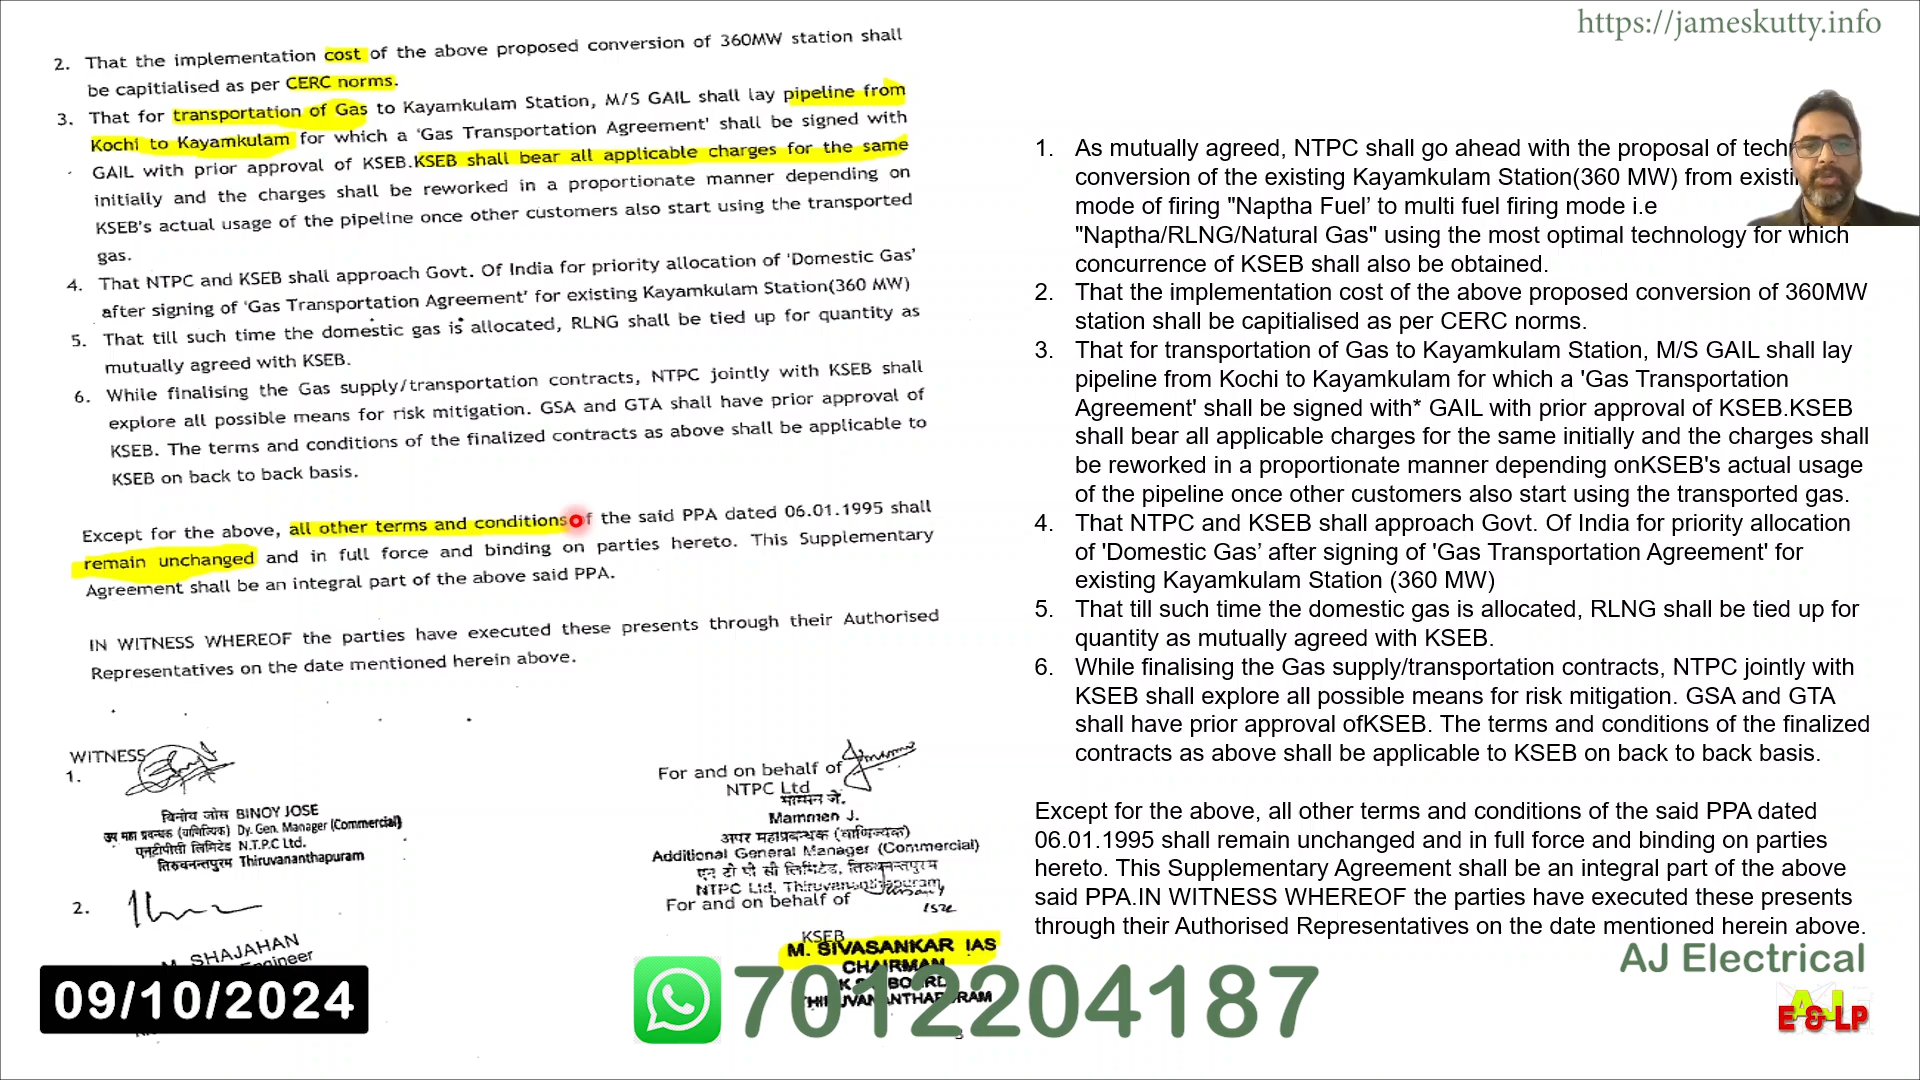 https://jameskutty.info
2. That the implementation cost of the above proposed conversion of 360MW station shall
be capitialised as per CERC norms.
3. That for transportation of Gas to Kayamkulam Station, M/S GAIL shall lay pipeline from
Kochi to Kayamkulam for which a 'Gas Transportation Agreement' shall be signed with
GAIL with prior approval of KSEB.KSEB shall bear all applicable charges for the same
initially and the charges shall be reworked in a proportionate manner depending on
KSEB's actual usage of the pipeline once other customers also start using the transported
gas.
4. That NTPC and KSEB shall approach Govt. Of India for priority allocation of 'Domestic Gas'
after signing of 'Gas Transportation Agreement' for existing Kayamkulam Station(360 MW)
5. That till such time the domestic gas is allocated, RLNG shall be tied up for quantity as
mutually agreed with KSEB.
6. While finalising the Gas supply/transportation contracts, NTPC jointly with KSEB shall
explore all possible means for risk mitigation. GSA and GTA shall have prior approval of
KSEB. The terms and conditions of the finalized contracts as above shall be applicable to
KSEB on back to back basis.
Except for the above, all other terms and conditions of the said PPA dated 06.01.1995 shall
remain unchanged and in full force and binding on parties hereto. This Supplementary
Agreement shall be an integral part of the above said PPA.
IN WITNESS WHEREOF the parties have executed these presents through their Authorised
Representatives on the date mentioned herein above.
WITNESS
1.
बिनोय जोस BINOY JOSE
उप महा प्रबन्धक (वाणिज्यिक) Dy. Gen. Manager (Commercial)
एनटीपीसी लिमिटेड N.T.P.C Ltd.
तिरुवनन्तपुरम Thiruvananthapuram
2.
M. SHAJAHAN
For and on behalf of
NTPC Ltd
माम्मन जे.
Mammen J.
अपर महाप्रबन्धक (वाणिज्यिक)
Additional General Manager (Commercial)
एन टी पी सी लिमिटेड, तिरुवनन्तपुरम
NTPC Ltd, Thiruvananthapuram
For and on behalf of
KSEB
M. SIVASANKAR IAS
CHAIRMAN
THIRUVANANTHAPURAM
1. As mutually agreed, NTPC shall go ahead with the proposal of
conversion of the existing Kayamkulam Station(360 MW) from
mode of firing "Naptha Fuel’ to multi fuel firing mode i.e
"Naptha/RLNG/Natural Gas" using the most optimal technology for which
concurrence of KSEB shall also be obtained.
2. That the implementation cost of the above proposed conversion of 360MW
station shall be capitialised as per CERC norms.
3. That for transportation of Gas to Kayamkulam Station, M/S GAIL shall lay
pipeline from Kochi to Kayamkulam for which a 'Gas Transportation
Agreement' shall be signed with* GAIL with prior approval of KSEB.KSEB
shall bear all applicable charges for the same initially and the charges shall
be reworked in a proportionate manner depending onKSEB's actual usage
of the pipeline once other customers also start using the transported gas.
4. That NTPC and KSEB shall approach Govt. Of India for priority allocation
of 'Domestic Gas’ after signing of 'Gas Transportation Agreement' for
existing Kayamkulam Station (360 MW)
5. That till such time the domestic gas is allocated, RLNG shall be tied up for
quantity as mutually agreed with KSEB.
6. While finalising the Gas supply/transportation contracts, NTPC jointly with
KSEB shall explore all possible means for risk mitigation. GSA and GTA
shall have prior approval ofKSEB. The terms and conditions of the finalized
contracts as above shall be applicable to KSEB on back to back basis.
Except for the above, all other terms and conditions of the said PPA dated
06.01.1995 shall remain unchanged and in full force and binding on parties
hereto. This Supplementary Agreement shall be an integral part of the above
said PPA.IN WITNESS WHEREOF the parties have executed these presents
through their Authorised Representatives on the date mentioned herein above.
AJ Electrical
AJ
E & LP
09/10/2024
7012204187